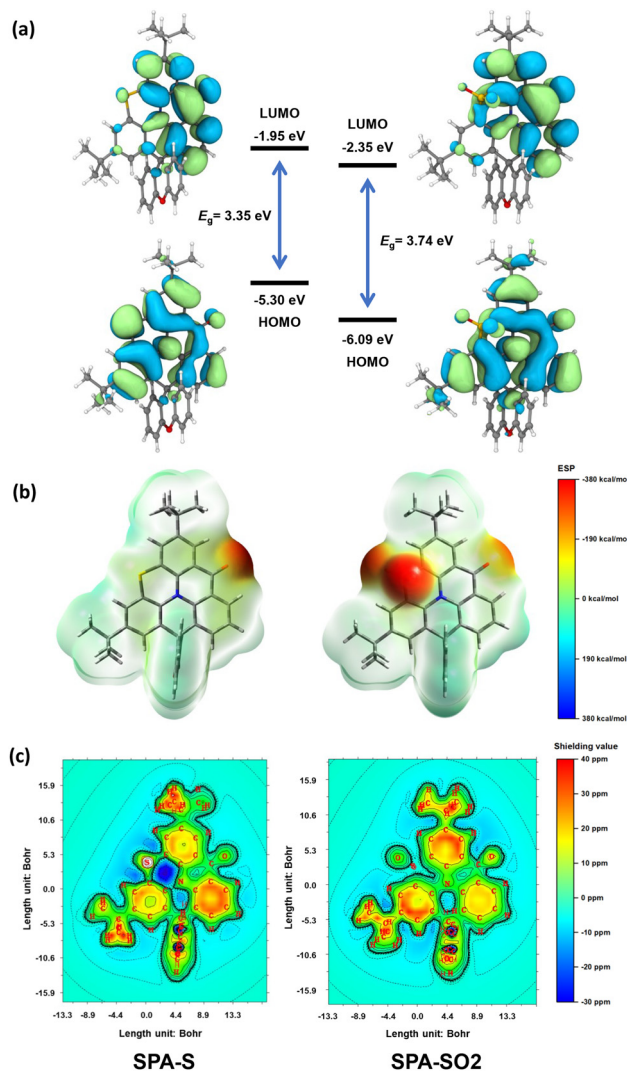 (a)
LUMO
-1.95 eV
LUMO
-2.35 eV
Eg = 3.35 eV
Eg = 3.74 eV
-5.30 eV
HOMO
-6.09 eV
HOMO
(b)
ESP
-380 kcal/mo
-190 kcal/mo
0 kcal/mol
190 kcal/mol
380 kcal/mol
(c)
Shielding value
40 ppm
30 ppm
20 ppm
10 ppm
0 ppm
-10 ppm
-20 ppm
-30 ppm
Length unit: Bohr
15.9
10.6
5.3
0.0
-5.3
-10.6
-15.9
-13.3 -8.9 -4.4 0.0 4.4 8.9 13.3
Length unit: Bohr
Length unit: Bohr
15.9
10.6
5.3
0.0
-5.3
-10.6
-15.9
-13.3 -8.9 -4.4 0.0 4.4 8.9 13.3
Length unit: Bohr
SPA-S
SPA-SO2